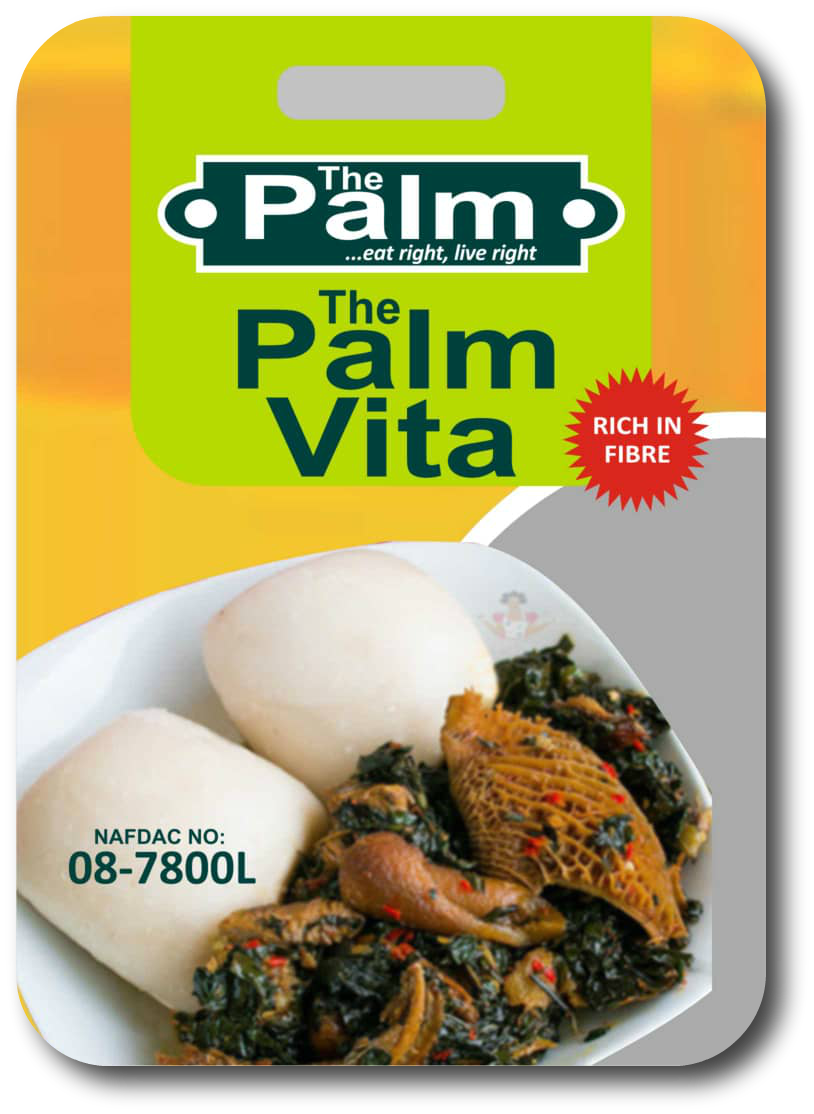 The
Palm
...eat right, live right
The
Palm
Vita
RICH IN
FIBRE
NAFDAC NO:
08-7800L